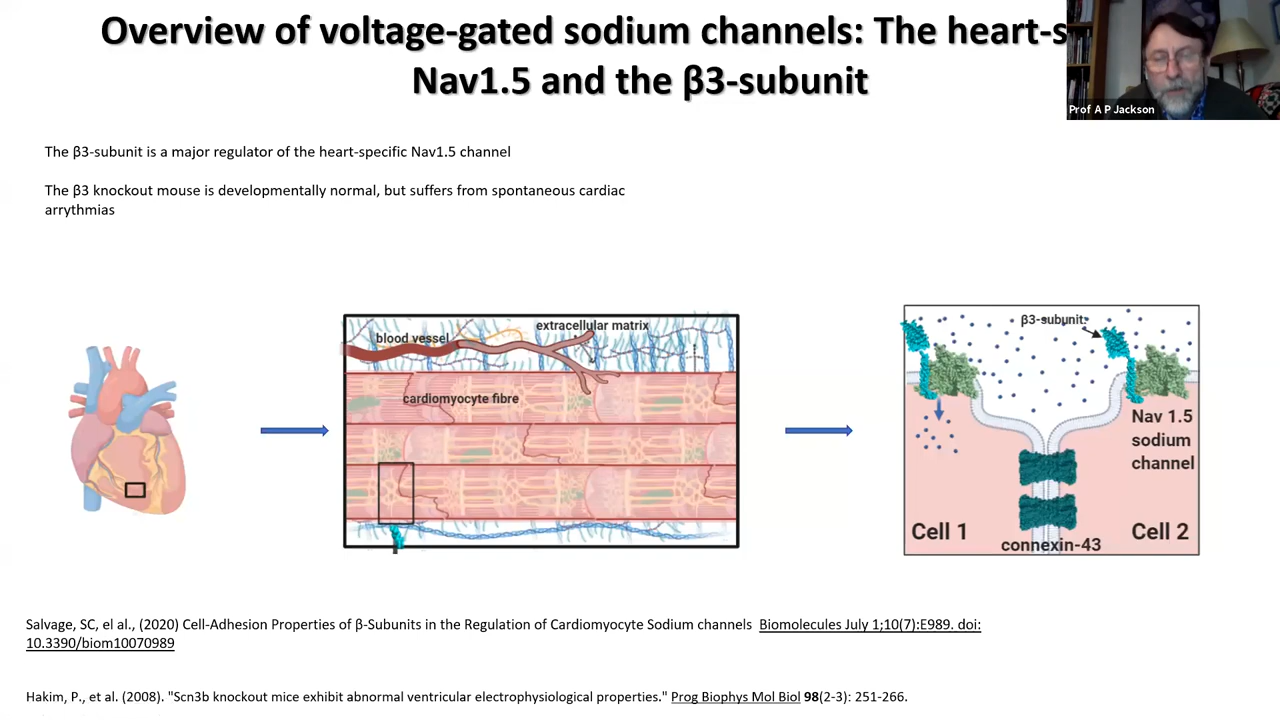 Overview of voltage-gated sodium channels: The heart-s
Nav1.5 and the β3-subunit
Prof A P Jackson
The β3-subunit is a major regulator of the heart-specific Nav1.5 channel
The β3 knockout mouse is developmentally normal, but suffers from spontaneous cardiac
arrythmias
blood vessel
extracellular matrix
cardiomyocyte fibre
β3-subunit:
Nav 1.5
sodium
channel
Cell 1
Cell 2
connexin-43
Salvage, SC, el al., (2020) Cell-Adhesion Properties of β-Subunits in the Regulation of Cardiomyocyte Sodium channels Biomolecules July 1;10(7):E989. doi:
10.3390/biom10070989
Hakim, P., et al. (2008). "Scn3b knockout mice exhibit abnormal ventricular electrophysiological properties." Prog Biophys Mol Biol 98(2-3): 251-266.